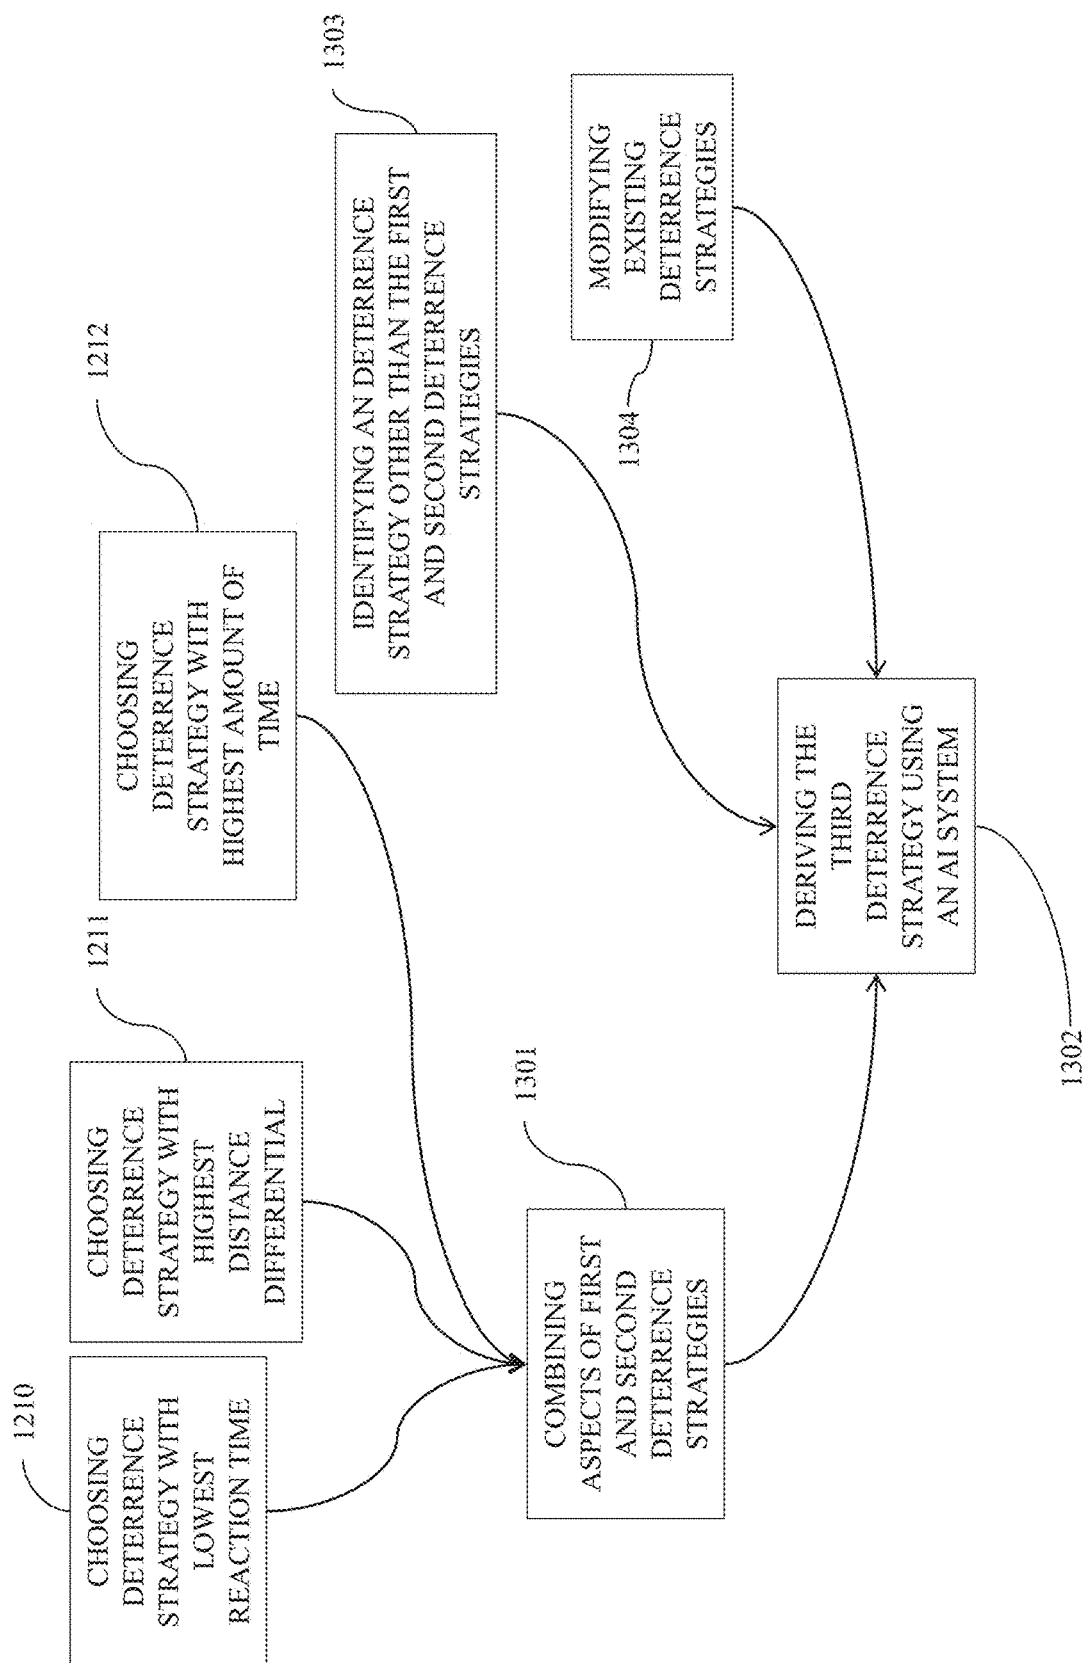 1210
CHOOSING
DETERRENCE
STRATEGY WITH
LOWEST
REACTION TIME
1211
CHOOSING
DETERRENCE
STRATEGY WITH
HIGHEST
DISTANCE
DIFFERENTIAL
1212
CHOOSING
DETERRENCE
STRATEGY WITH
HIGHEST AMOUNT OF
TIME
1303
IDENTIFYING AN DETERRENCE
STRATEGY OTHER THAN THE FIRST
AND SECOND DETERRENCE
STRATEGIES
1301
COMBINING
ASPECTS OF FIRST
AND SECOND
DETERRENCE
STRATEGIES
1304
MODIFYING
EXISTING
DETERRENCE
STRATEGIES
DERIVING THE
THIRD
DETERRENCE
STRATEGY USING
AN AI SYSTEM
1302